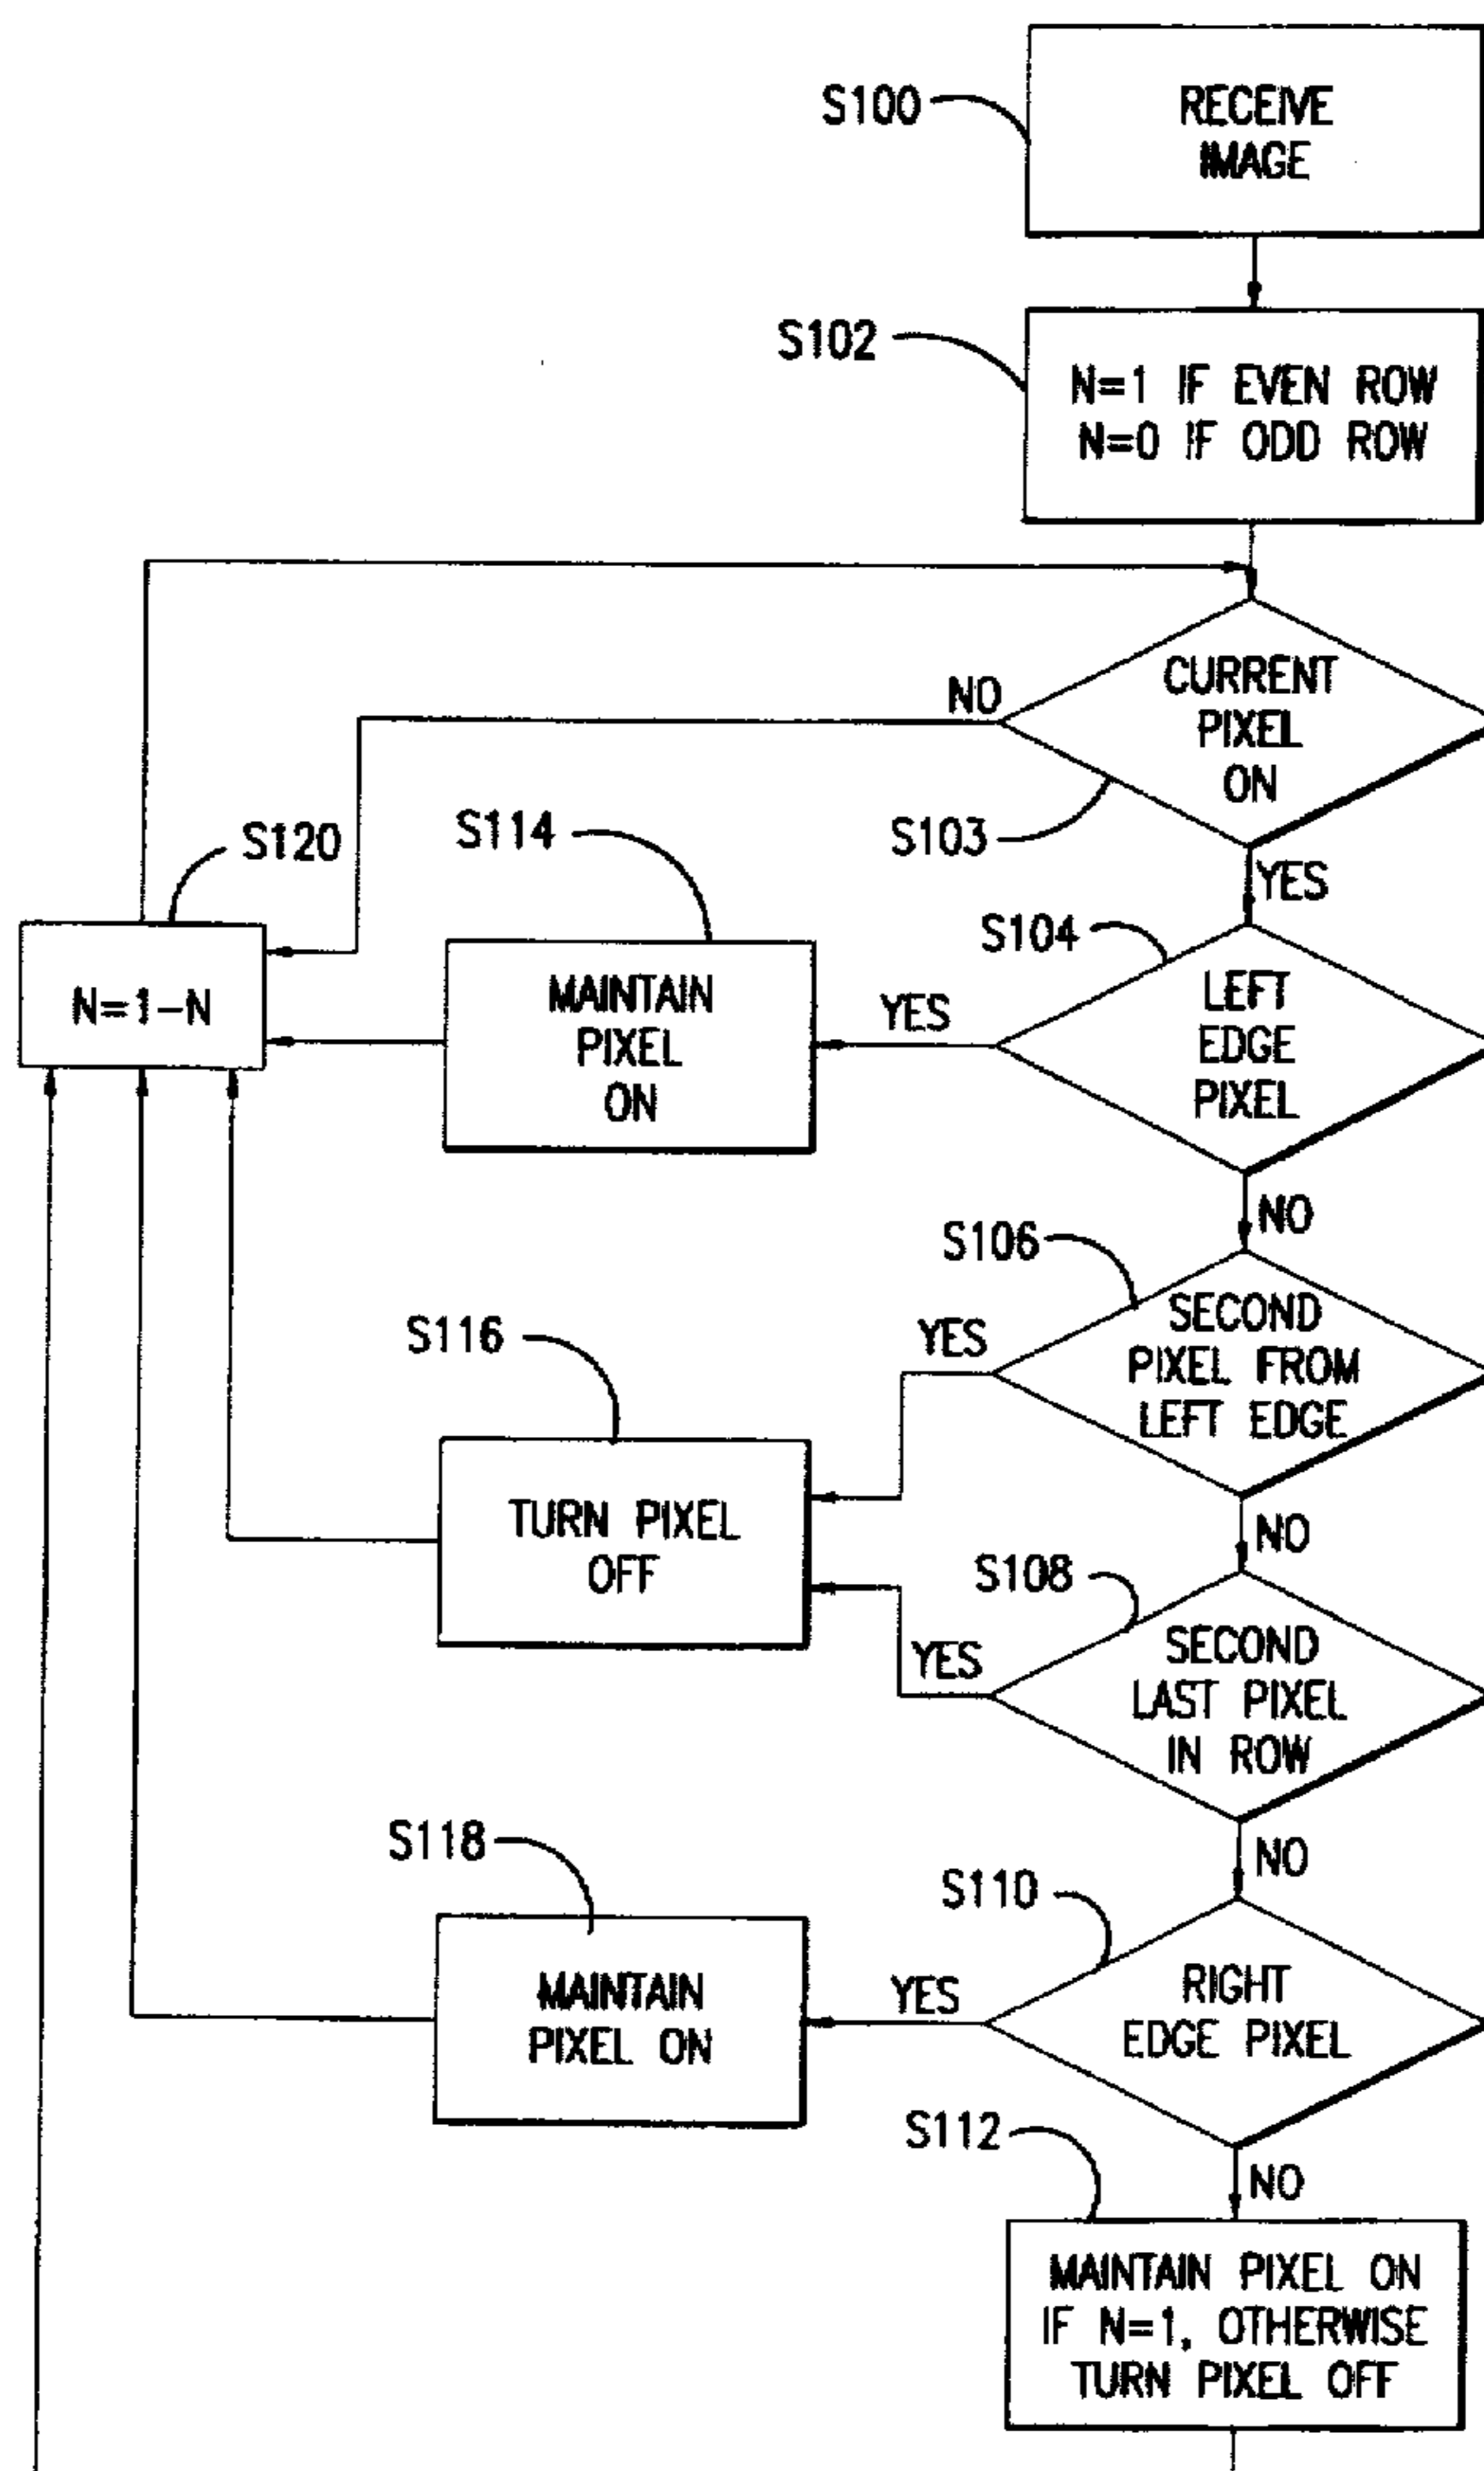 S100
RECEIVE
IMAGE
S102
N=1 IF EVEN ROW
N=0 IF ODD ROW
CURRENT
PIXEL
ON
NO
S103
YES
S120
N=1-N
S114
MAINTAIN
PIXEL
ON
YES
S104
LEFT
EDGE
PIXEL
NO
S106
SECOND
PIXEL FROM
LEFT EDGE
YES
S116
TURN PIXEL
OFF
NO
S108
SECOND
LAST PIXEL
IN ROW
YES
NO
S118
MAINTAIN
PIXEL ON
YES
S110
RIGHT
EDGE PIXEL
NO
S112
MAINTAIN PIXEL ON
IF N=1, OTHERWISE
TURN PIXEL OFF